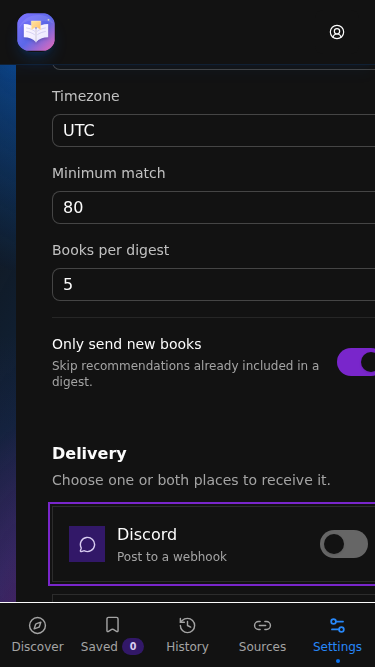 Timezone
UTC
Minimum match
80
Books per digest
5
Only send new books
Skip recommendations already included in a
digest.
Delivery
Choose one or both places to receive it.
Discord
Post to a webhook
Discover
Saved 0
History
Sources
Settings